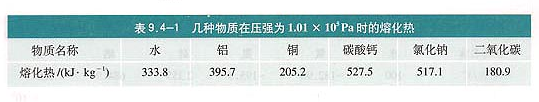 表 9.4-1 几种物质在压强为 1.01 × 10⁵ Pa 时的熔化热
物质名称 水 铝 铜 碳酸钙 氯化钠 二氧化碳
熔化热 /(kJ· kg⁻¹) 333.8 395.7 205.2 527.5 517.1 180.9